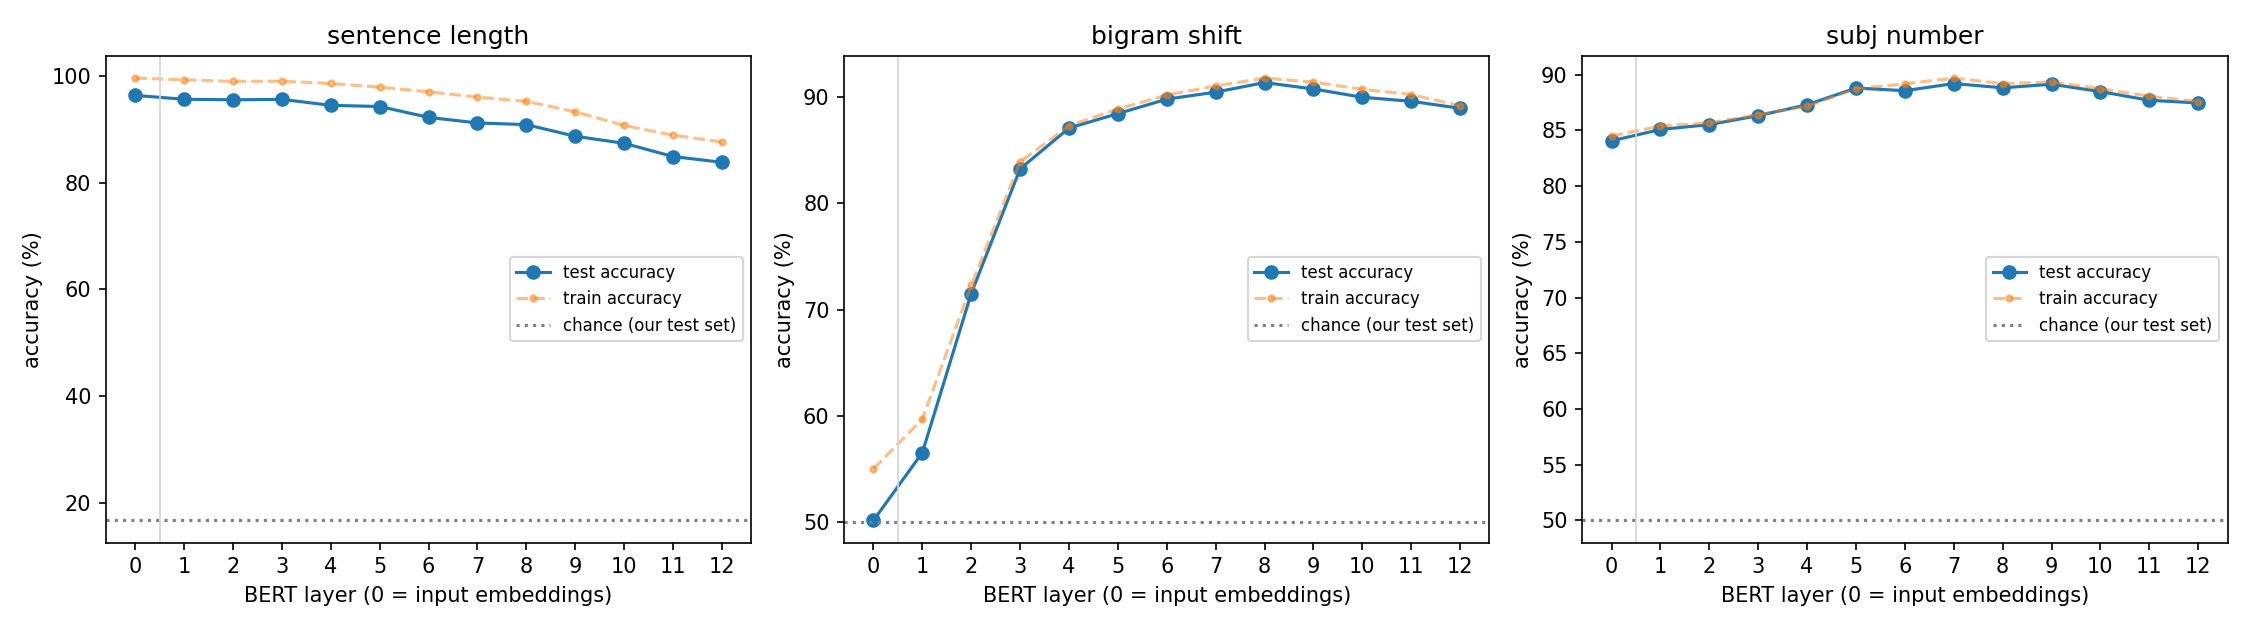 sentence length
100
80
60
40
20
accuracy (%)
test accuracy
train accuracy
chance (our test set)
0 1 2 3 4 5 6 7 8 9 10 11 12
BERT layer (0 = input embeddings)
bigram shift
90
80
70
60
50
accuracy (%)
test accuracy
train accuracy
chance (our test set)
0 1 2 3 4 5 6 7 8 9 10 11 12
BERT layer (0 = input embeddings)
subj number
90
85
80
75
70
65
60
55
50
accuracy (%)
test accuracy
train accuracy
chance (our test set)
0 1 2 3 4 5 6 7 8 9 10 11 12
BERT layer (0 = input embeddings)